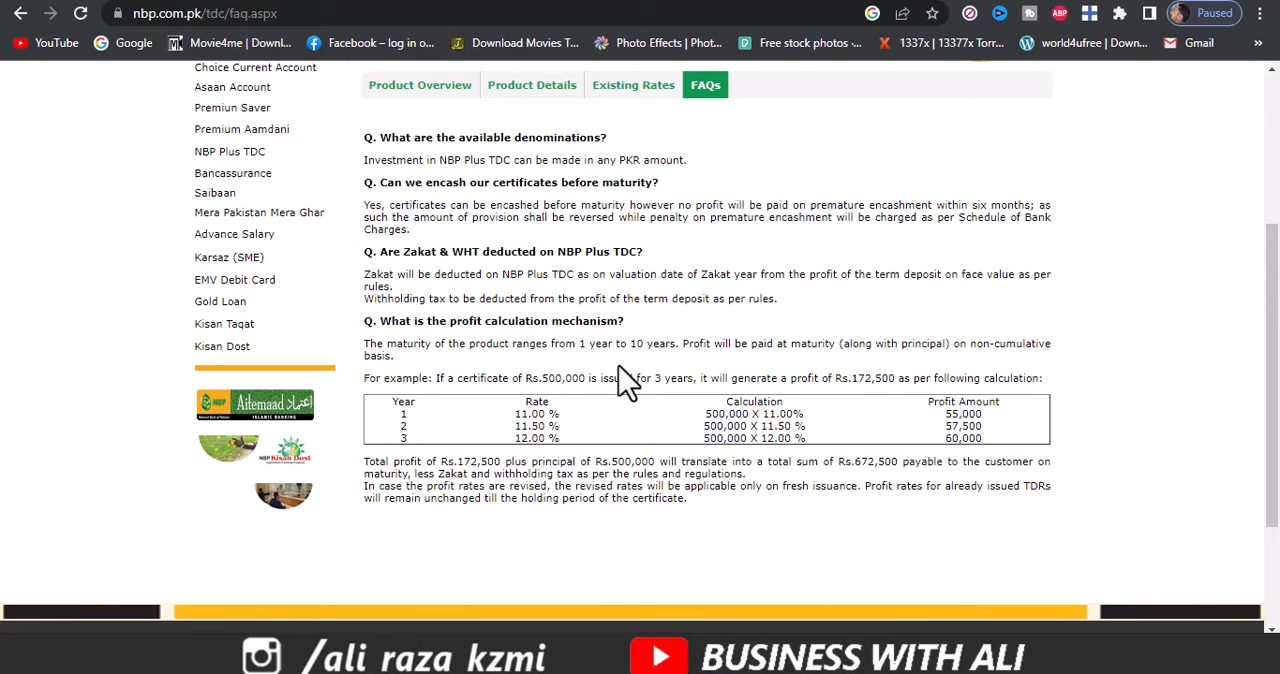 nbp.com.pk/tdc/faq.aspx
Paused
YouTube
Google
Movie4me | Downl...
Facebook – log in o...
Download Movies T...
Photo Effects | Phot...
Free stock photos -...
1337x | 13377x Torr...
world4ufree | Down...
Gmail
»
Choice Current Account
Asaan Account
Premiun Saver
Premium Aamdani
NBP Plus TDC
Bancassurance
Saibaan
Mera Pakistan Mera Ghar
Advance Salary
Karsaz (SME)
EMV Debit Card
Gold Loan
Kisan Taqat
Kisan Dost
NBP
اعتماد Aitemaad
ISLAMIC BANKING
NBP Kisan Dost
Product Overview
Product Details
Existing Rates
FAQs
Q. What are the available denominations?
Investment in NBP Plus TDC can be made in any PKR amount.
Q. Can we encash our certificates before maturity?
Yes, certificates can be encashed before maturity however no profit will be paid on premature encashment within six months; as
such the amount of provision shall be reversed while penalty on premature encashment will be charged as per Schedule of Bank
Charges.
Q. Are Zakat & WHT deducted on NBP Plus TDC?
Zakat will be deducted on NBP Plus TDC as on valuation date of Zakat year from the profit of the term deposit on face value as per
rules.
Withholding tax to be deducted from the profit of the term deposit as per rules.
Q. What is the profit calculation mechanism?
The maturity of the product ranges from 1 year to 10 years. Profit will be paid at maturity (along with principal) on non-cumulative
basis.
For example: If a certificate of Rs.500,000 is issued for 3 years, it will generate a profit of Rs.172,500 as per following calculation:
Year Rate Calculation Profit Amount
1 11.00 % 500,000 X 11.00% 55,000
2 11.50 % 500,000 X 11.50 % 57,500
3 12.00 % 500,000 X 12.00 % 60,000
Total profit of Rs.172,500 plus principal of Rs.500,000 will translate into a total sum of Rs.672,500 payable to the customer on
maturity, less Zakat and withholding tax as per the rules and regulations.
In case the profit rates are revised, the revised rates will be applicable only on fresh issuance. Profit rates for already issued TDRs
will remain unchanged till the holding period of the certificate.
/ali raza kzmi
BUSINESS WITH ALI